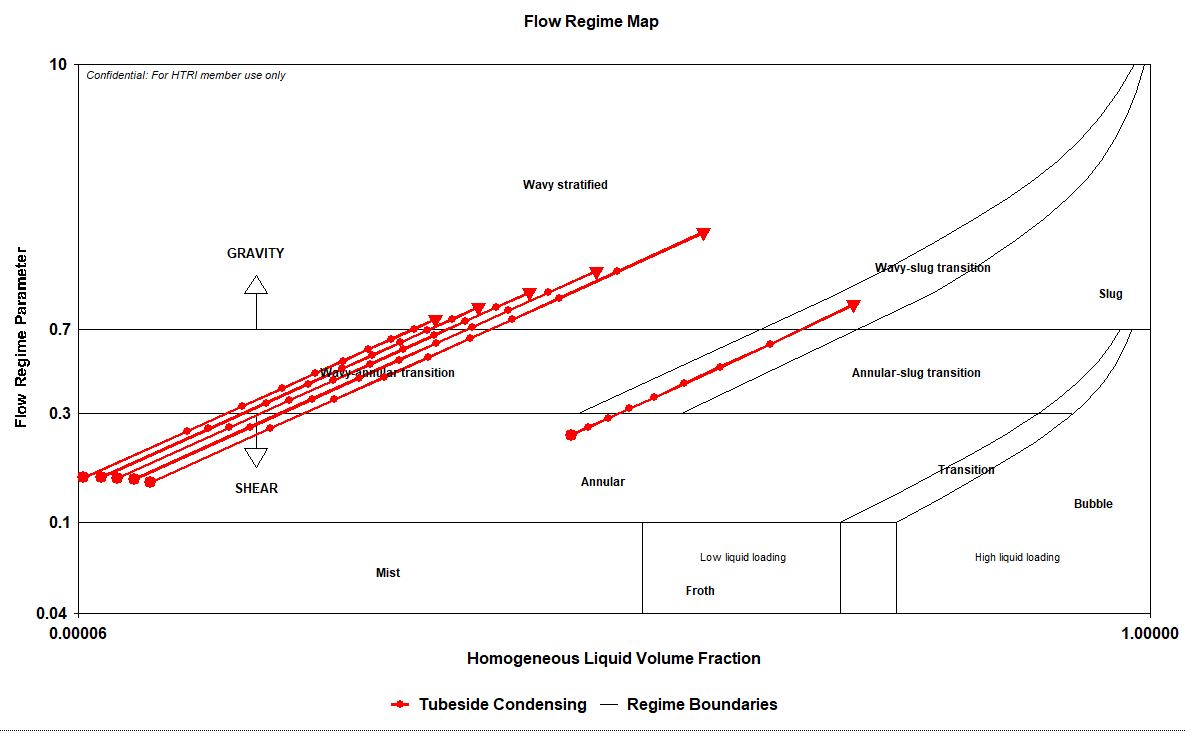 Flow Regime Map
10
Confidential: For HTRI member use only
Wavy stratified
GRAVITY
Wavy-slug transition
Slug
Flow Regime Parameter
0.7
Wavy-annular transition
Annular-slug transition
0.3
SHEAR
Annular
Transition
Bubble
0.1
Low liquid loading
High liquid loading
Mist
Froth
0.04
0.00006
1.00000
Homogeneous Liquid Volume Fraction
Tubeside Condensing
Regime Boundaries